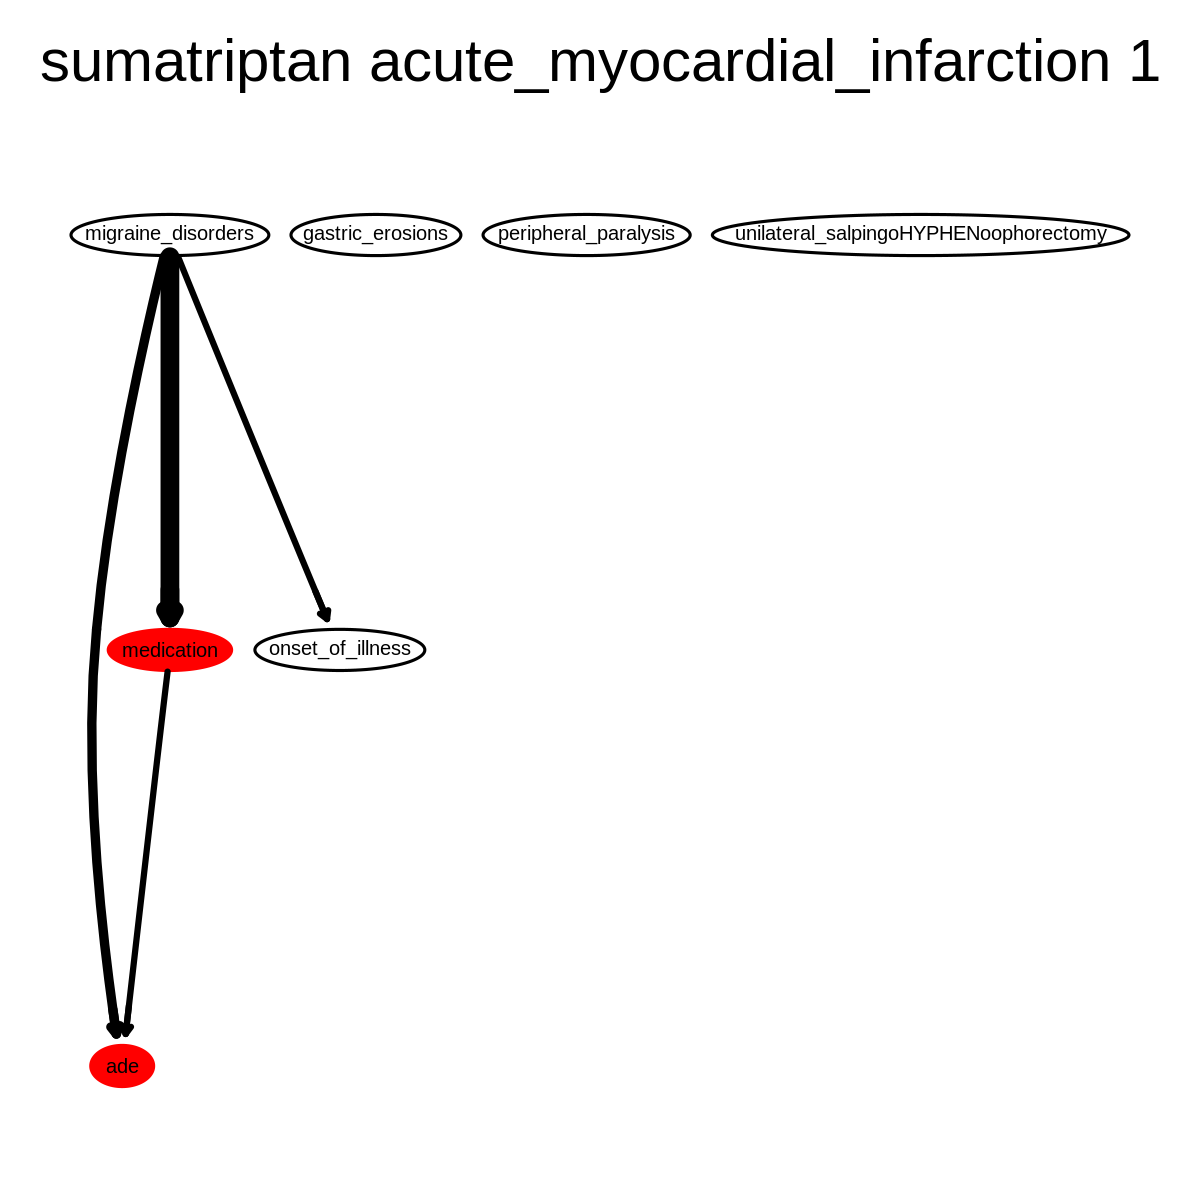 sumatriptan acute_myocardial_infarction 1
migraine_disorders gastric_erosions peripheral_paralysis unilateral_salpingoHYPHENoophorectomy
medication onset_of_illness
ade